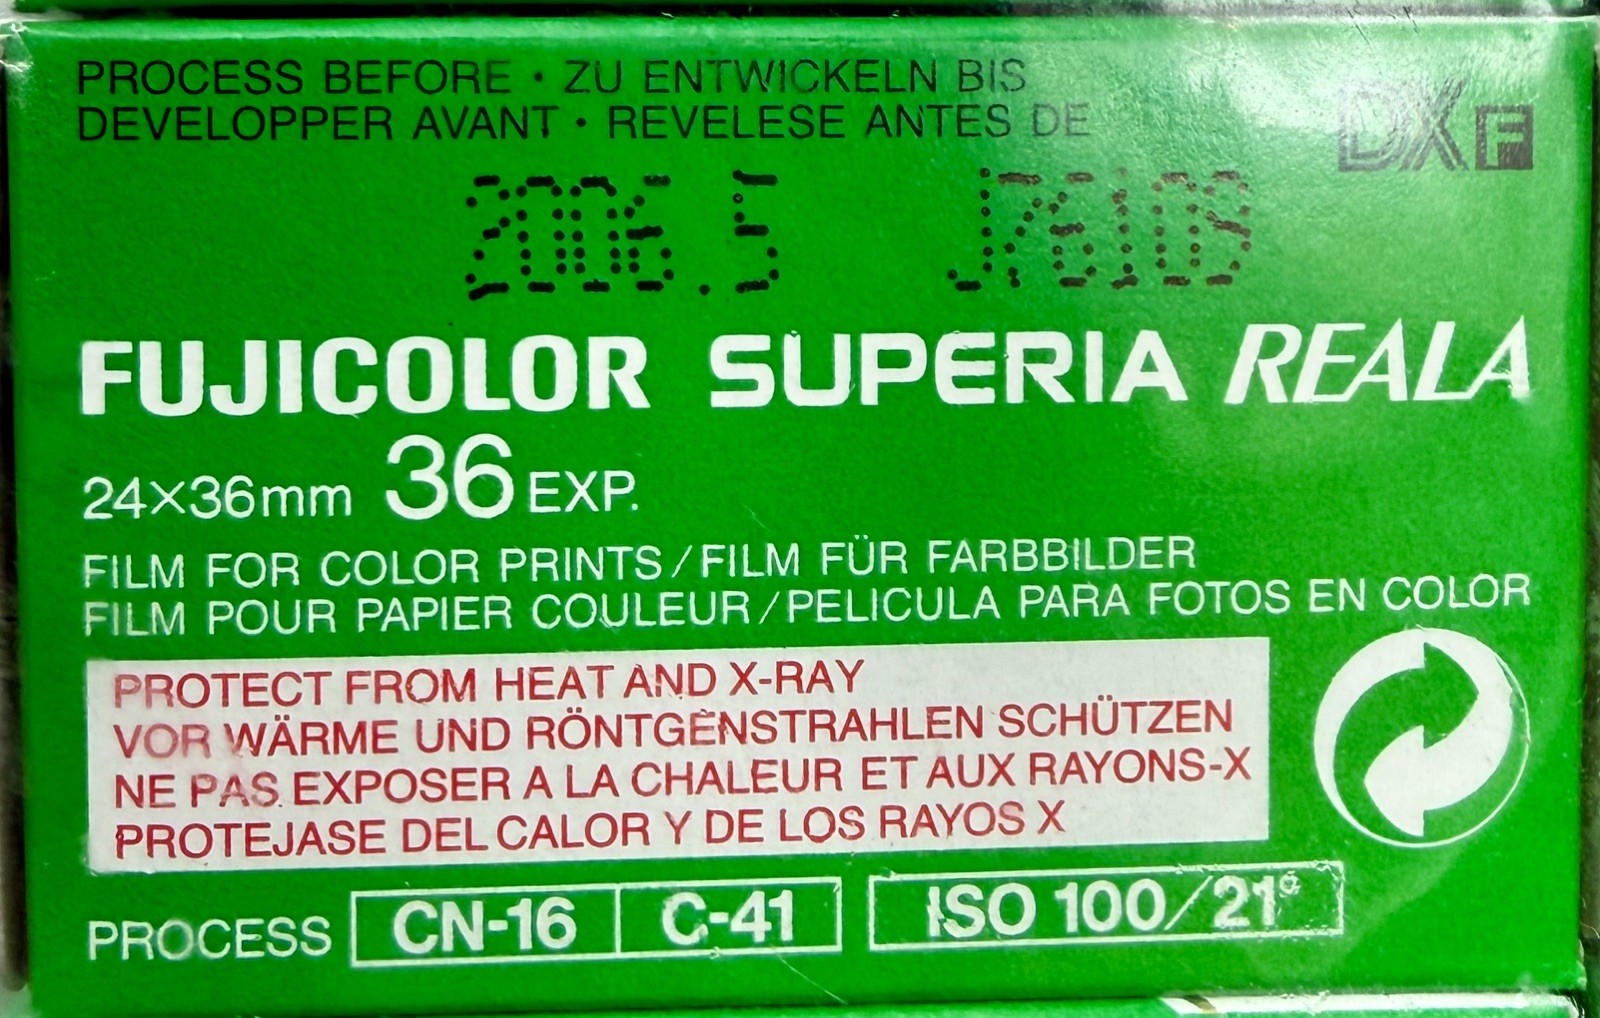 PROCESS BEFORE · ZU ENTWICKELN BIS
DEVELOPPER AVANT · REVELESE ANTES DE
DX F
2006.5 J76109
FUJICOLOR SUPERIA REALA
24×36mm 36 EXP.
FILM FOR COLOR PRINTS/FILM FÜR FARBBILDER
FILM POUR PAPIER COULEUR/PELICULA PARA FOTOS EN COLOR
PROTECT FROM HEAT AND X-RAY
VOR WÄRME UND RÖNTGENSTRAHLEN SCHÜTZEN
NE PAS EXPOSER A LA CHALEUR ET AUX RAYONS-X
PROTEJASE DEL CALOR Y DE LOS RAYOS X
PROCESS CN-16 C-41 ISO 100/21°